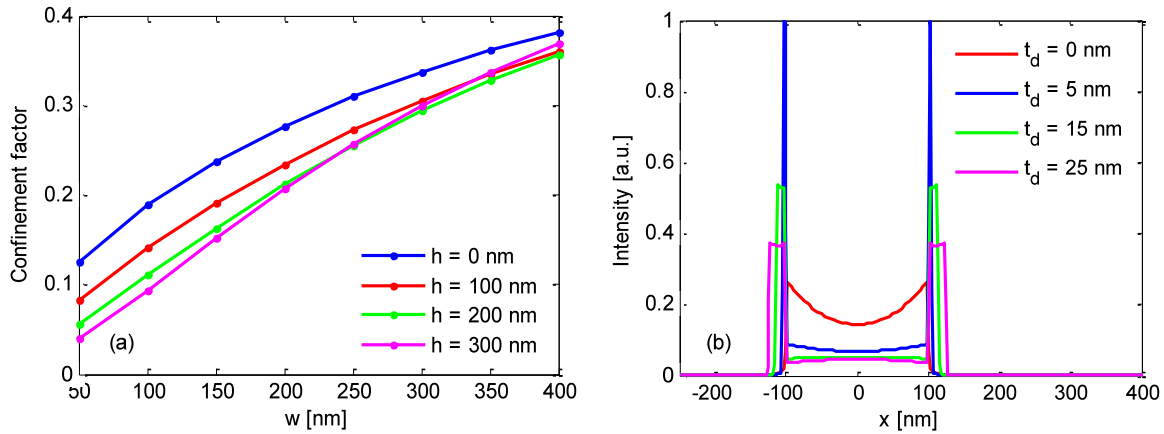 0.4
0.3
0.2
0.1
0
Confinement factor
50 100 150 200 250 300 350 400
w [nm]
(a)
h = 0 nm
h = 100 nm
h = 200 nm
h = 300 nm
1
0.8
0.6
0.4
0.2
0
Intensity [a.u.]
-200 -100 0 100 200 300 400
x [nm]
(b)
t_d = 0 nm
t_d = 5 nm
t_d = 15 nm
t_d = 25 nm